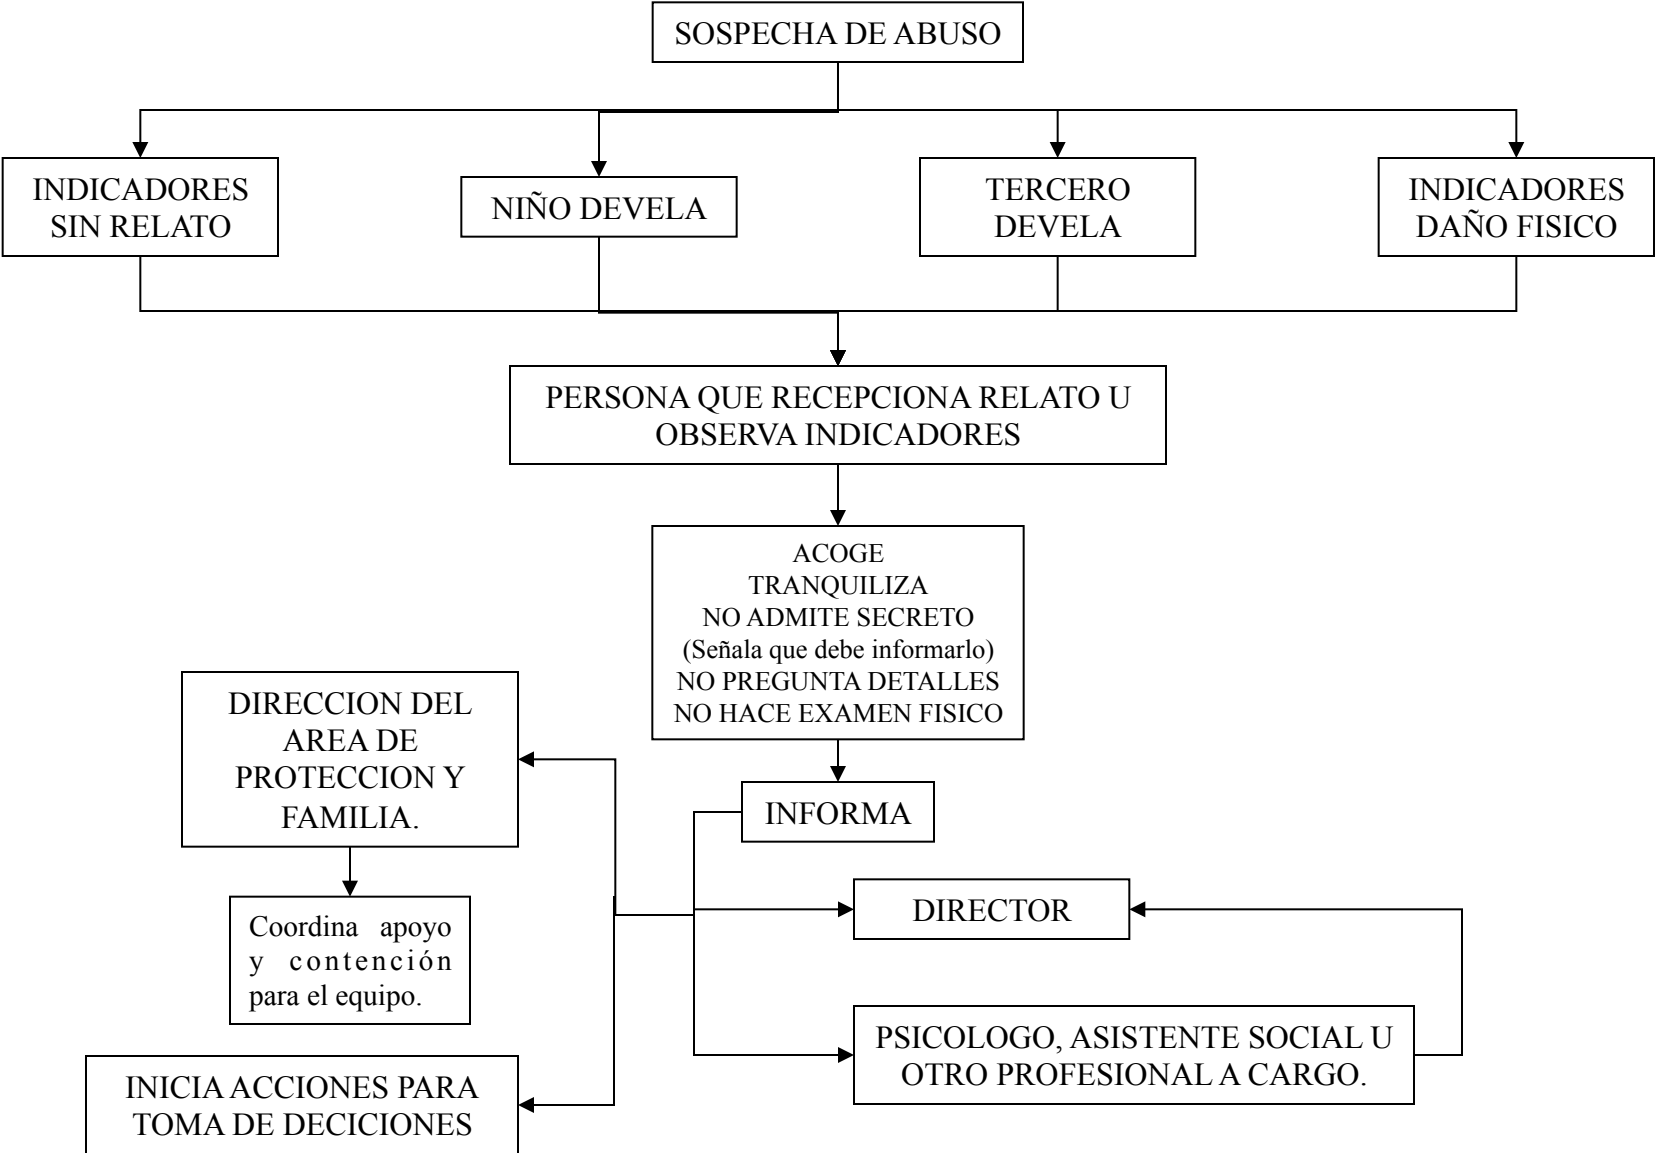 SOSPECHA DE ABUSO
INDICADORES
SIN RELATO
NIÑO DEVELA
TERCERO
DEVELA
INDICADORES
DAÑO FISICO
PERSONA QUE RECEPCIONA RELATO U
OBSERVA INDICADORES
ACOGE
TRANQUILIZA
NO ADMITE SECRETO
(Señala que debe informarlo)
NO PREGUNTA DETALLES
NO HACE EXAMEN FISICO
DIRECCION DEL
AREA DE
PROTECCION Y
FAMILIA.
INFORMA
DIRECTOR
Coordina apoyo
y contención
para el equipo.
PSICOLOGO, ASISTENTE SOCIAL U
OTRO PROFESIONAL A CARGO.
INICIA ACCIONES PARA
TOMA DE DECICIONES